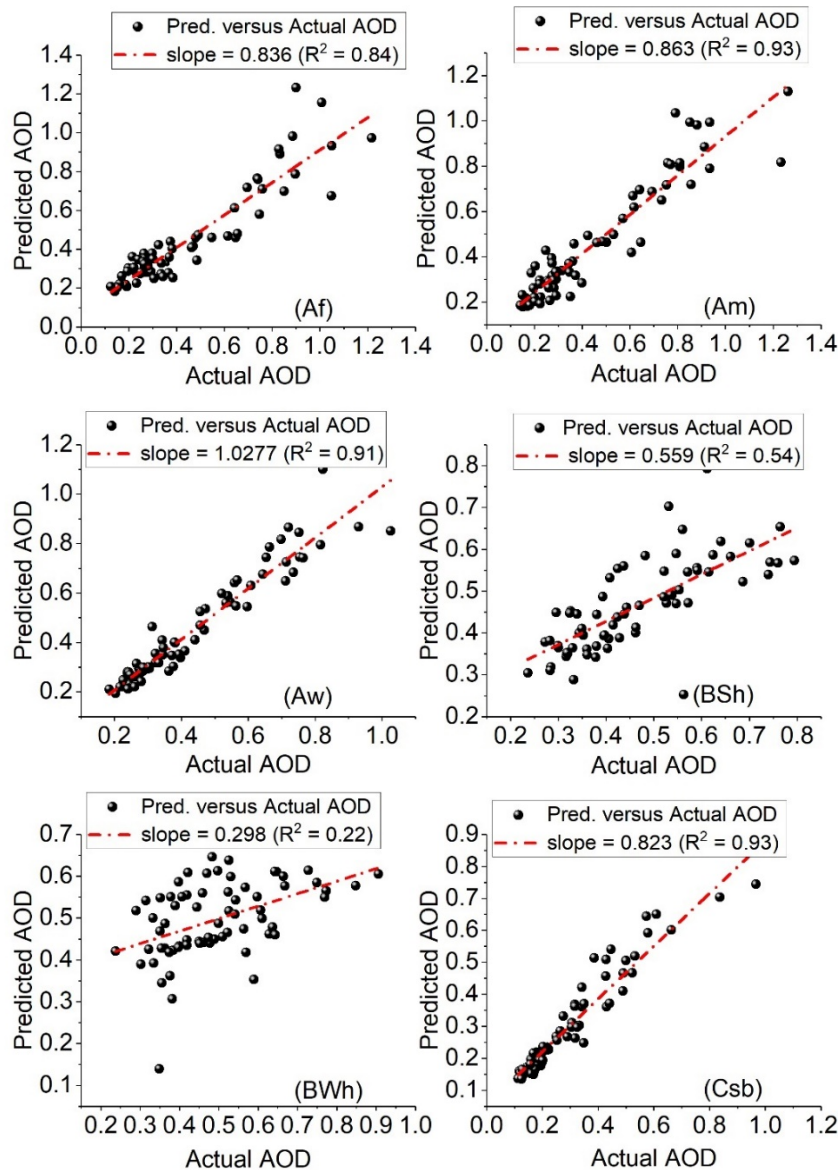 Pred. versus Actual AOD
slope = 0.836 (R² = 0.84)
1.4
1.2
1.0
0.8
0.6
0.4
0.2
0.0
Predicted AOD
(Af)
0.0 0.2 0.4 0.6 0.8 1.0 1.2 1.4
Actual AOD
Pred. versus Actual AOD
slope = 0.863 (R² = 0.93)
1.2
1.0
0.8
0.6
0.4
0.2
Predicted AOD
(Am)
0.0 0.2 0.4 0.6 0.8 1.0 1.2 1.4
Actual AOD
Pred. versus Actual AOD
slope = 1.0277 (R² = 0.91)
1.2
1.0
0.8
0.6
0.4
0.2
Predicted AOD
(Aw)
0.2 0.4 0.6 0.8 1.0
Actual AOD
Pred. versus Actual AOD
slope = 0.559 (R² = 0.54)
0.8
0.7
0.6
0.5
0.4
0.3
0.2
Predicted AOD
(BSh)
0.2 0.3 0.4 0.5 0.6 0.7 0.8
Actual AOD
Pred. versus Actual AOD
slope = 0.298 (R² = 0.22)
0.7
0.6
0.5
0.4
0.3
0.2
0.1
Predicted AOD
(BWh)
0.2 0.3 0.4 0.5 0.6 0.7 0.8 0.9 1.0
Actual AOD
Pred. versus Actual AOD
slope = 0.823 (R² = 0.93)
0.9
0.8
0.7
0.6
0.5
0.4
0.3
0.2
0.1
Predicted AOD
(Csb)
0.0 0.2 0.4 0.6 0.8 1.0 1.2
Actual AOD